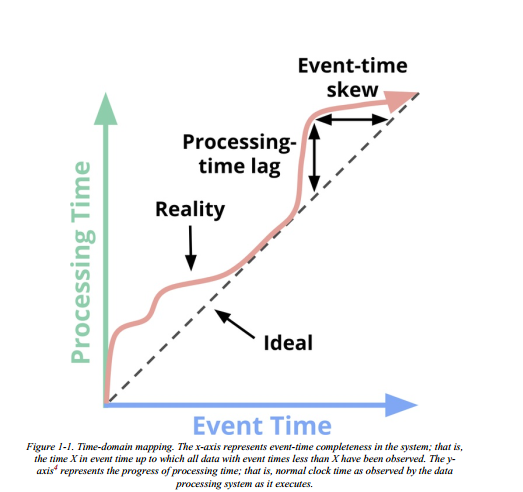 Event-time
skew
Processing-
time lag
Reality
Ideal
Processing Time
Event Time
Figure 1-1. Time-domain mapping. The x-axis represents event-time completeness in the system; that is,
the time X in event time up to which all data with event times less than X have been observed. The y-
axis⁴ represents the progress of processing time; that is, normal clock time as observed by the data
processing system as it executes.